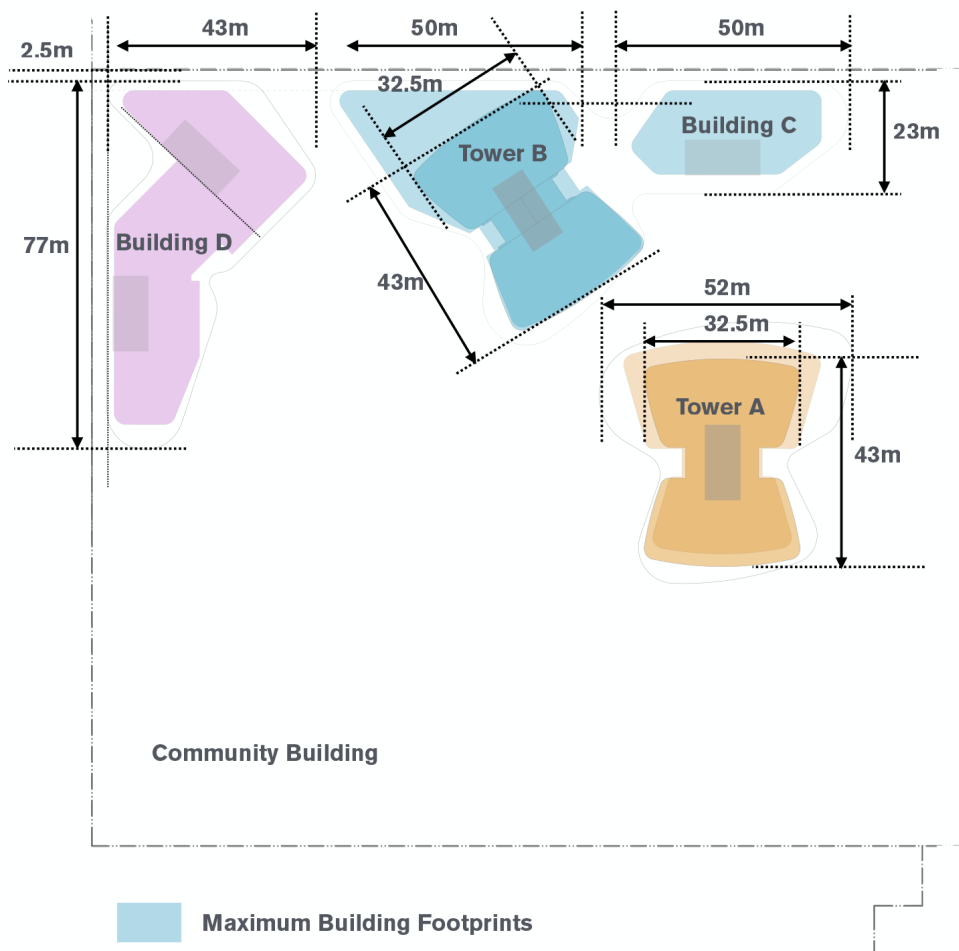 43m
50m
50m
2.5m
32.5m
Building C
23m
Tower B
Building D
77m
43m
52m
32.5m
Tower A
43m
Community Building
Maximum Building Footprints